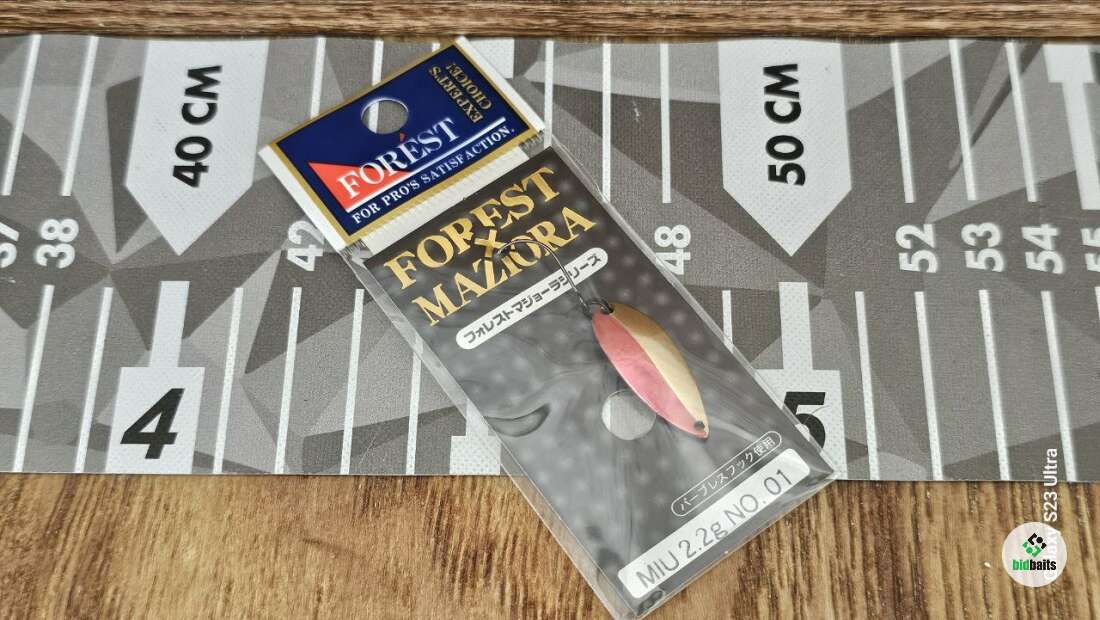 40 CM
50 CM
37
38
42
48
52
53
54
55
4
5
EXPERT'S
CHOICE!
FORÉST
FOR PRO'S SATISFACTION.
FOREST
×
MAZIORA
フォレストマジョーラシリーズ
バーブレスフック使用
MIU 2.2g NO.01
Galaxy S23 Ultra
bidbaits